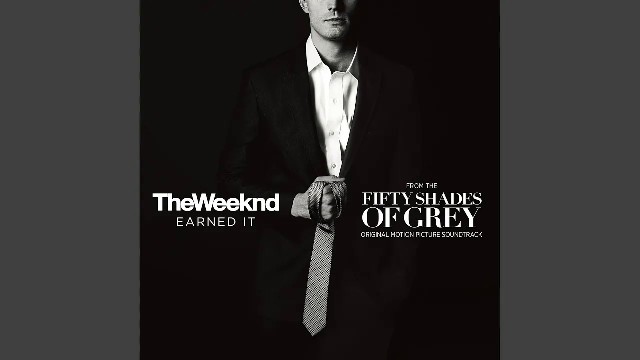 TheWeeknd
EARNED IT
FROM THE
FIFTY SHADES
OF GREY
ORIGINAL MOTION PICTURE SOUNDTRACK